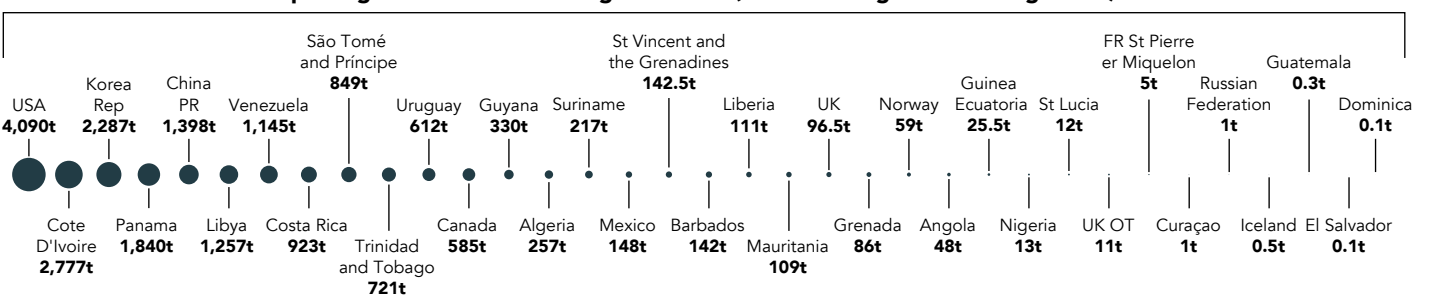 USA
4,090t
Cote
D'Ivoire
2,777t
Korea
Rep
2,287t
Panama
1,840t
China
PR
1,398t
Libya
1,257t
Venezuela
1,145t
Costa Rica
923t
São Tomé
and Príncipe
849t
Trinidad
and Tobago
721t
Uruguay
612t
Canada
585t
Guyana
330t
Algeria
257t
Suriname
217t
Mexico
148t
St Vincent and
the Grenadines
142.5t
Barbados
142t
Liberia
111t
Mauritania
109t
UK
96.5t
Grenada
86t
Norway
59t
Angola
48t
Guinea
Ecuatoria
25.5t
Nigeria
13t
St Lucia
12t
UK OT
11t
FR St Pierre
er Miquelon
5t
Curaçao
1t
Russian
Federation
1t
Iceland
0.5t
Guatemala
0.3t
El Salvador
0.1t
Dominica
0.1t